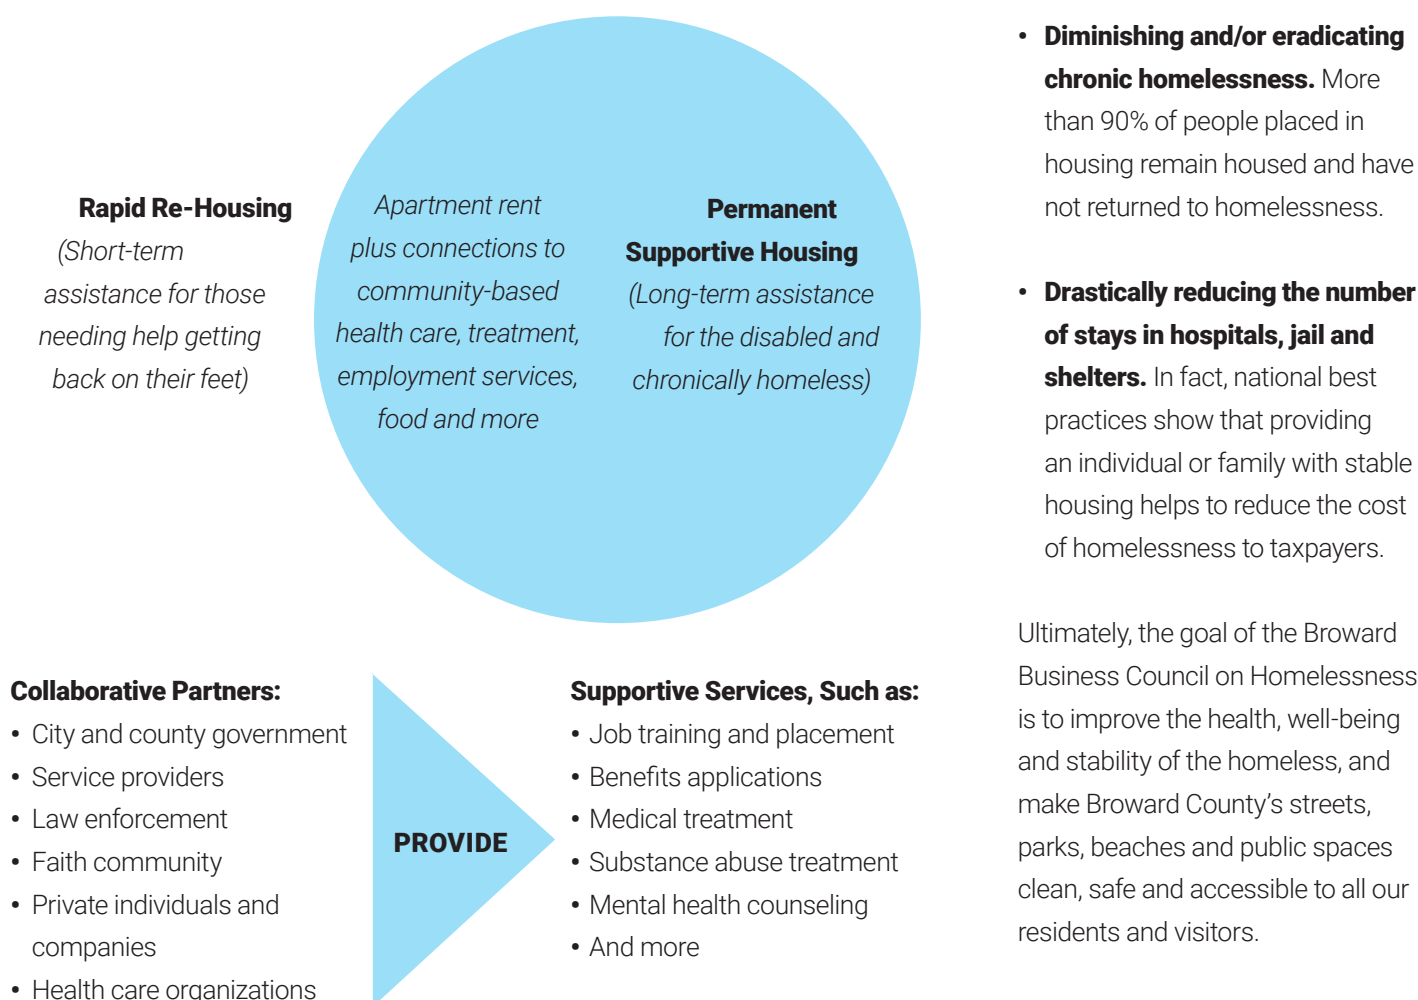 Rapid Re-Housing
(Short-term
assistance for those
needing help getting
back on their feet)
Apartment rent
plus connections to
community-based
health care, treatment,
employment services,
food and more
Permanent
Supportive Housing
(Long-term assistance
for the disabled and
chronically homeless)
Collaborative Partners:
• City and county government
• Service providers
• Law enforcement
• Faith community
• Private individuals and
companies
• Health care organizations
PROVIDE
Supportive Services, Such as:
• Job training and placement
• Benefits applications
• Medical treatment
• Substance abuse treatment
• Mental health counseling
• And more
• Diminishing and/or eradicating
chronic homelessness. More
than 90% of people placed in
housing remain housed and have
not returned to homelessness.
• Drastically reducing the number
of stays in hospitals, jail and
shelters. In fact, national best
practices show that providing
an individual or family with stable
housing helps to reduce the cost
of homelessness to taxpayers.
Ultimately, the goal of the Broward
Business Council on Homelessness
is to improve the health, well-being
and stability of the homeless, and
make Broward County’s streets,
parks, beaches and public spaces
clean, safe and accessible to all our
residents and visitors.